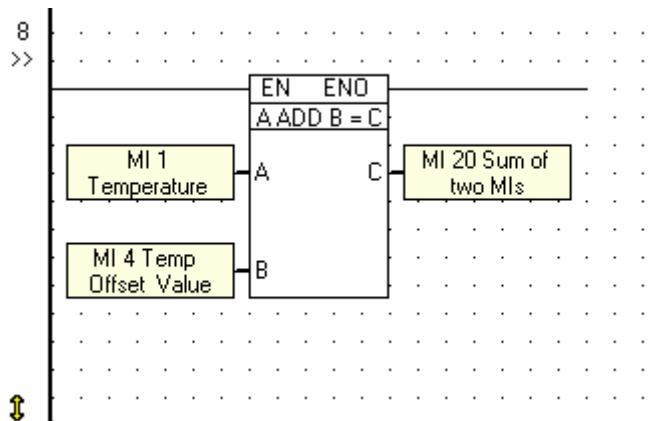 8
>>
EN ENO
A ADD B = C
MI 1
Temperature
A
C
MI 20 Sum of
two MIs
MI 4 Temp
Offset Value
B